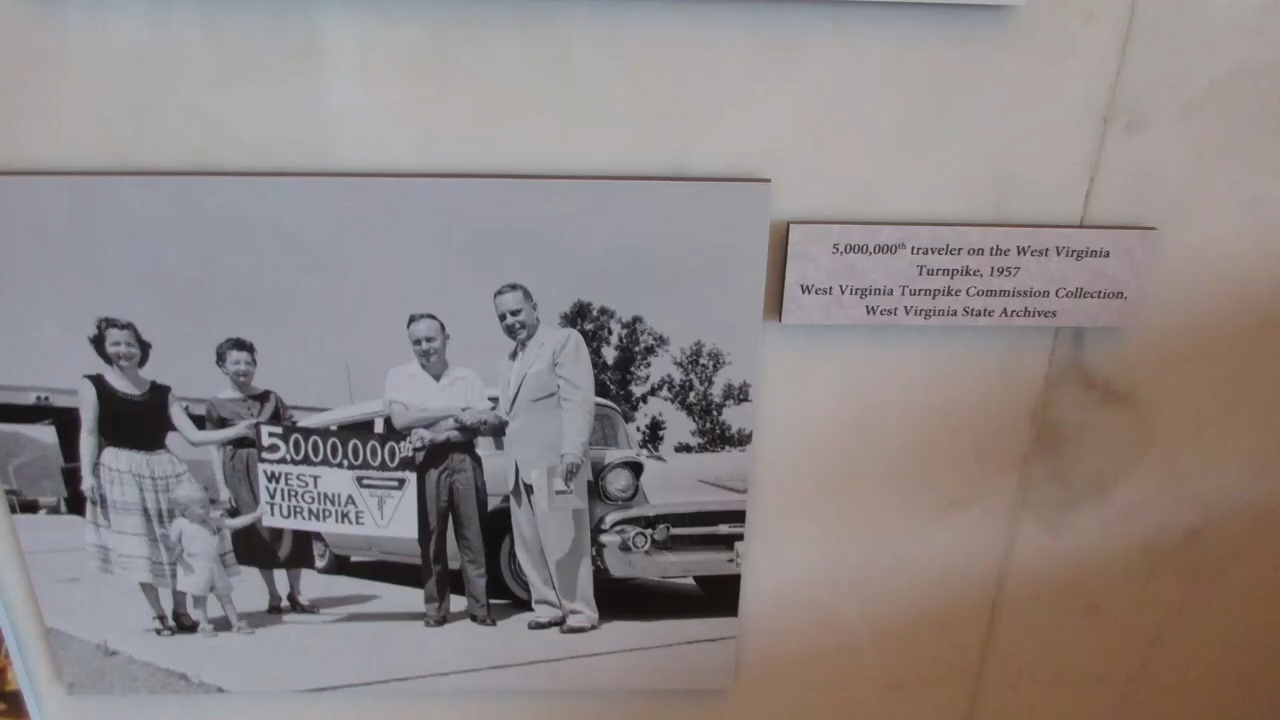 5,000,000th traveler on the West Virginia
Turnpike, 1957
West Virginia Turnpike Commission Collection,
West Virginia State Archives
5,000,000th
WEST
VIRGINIA
TURNPIKE